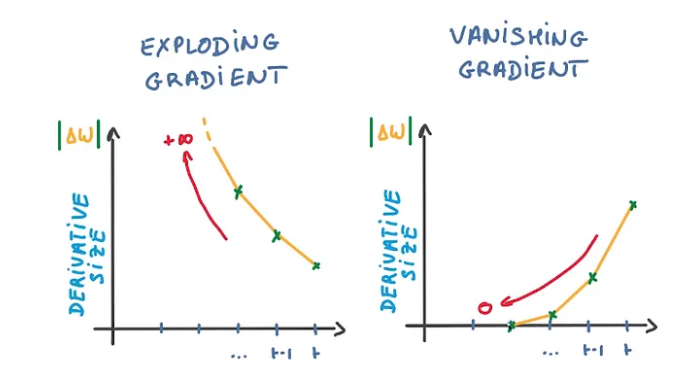 EXPLODING
GRADIENT
|ΔW|
+∞
DERIVATIVE
SIZE
... t-1 t
VANISHING
GRADIENT
|ΔW|
DERIVATIVE
SIZE
0
... t-1 t